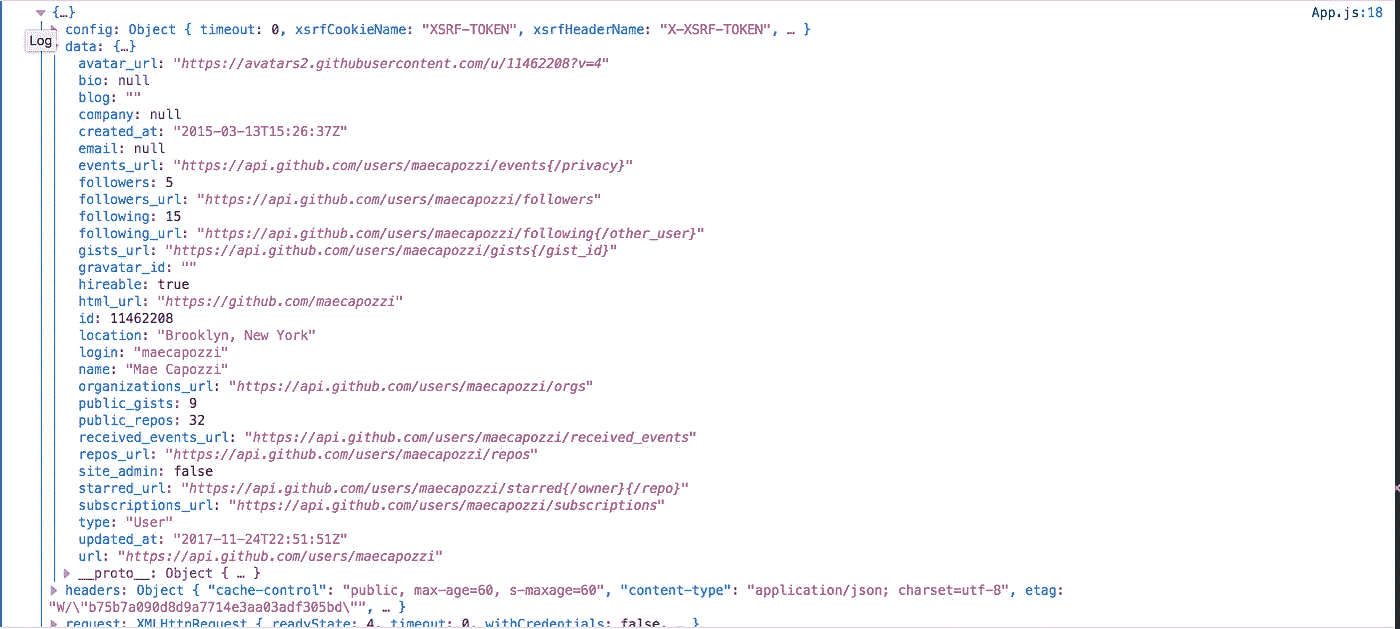 {…}
App.js:18
config: Object { timeout: 0, xsrfCookieName: "XSRF-TOKEN", xsrfHeaderName: "X-XSRF-TOKEN", … }
Log
data: {…}
avatar_url: "https://avatars2.githubusercontent.com/u/11462208?v=4"
bio: null
blog: ""
company: null
created_at: "2015-03-13T15:26:37Z"
email: null
events_url: "https://api.github.com/users/maecapozzi/events{/privacy}"
followers: 5
followers_url: "https://api.github.com/users/maecapozzi/followers"
following: 15
following_url: "https://api.github.com/users/maecapozzi/following{/other_user}"
gists_url: "https://api.github.com/users/maecapozzi/gists{/gist_id}"
gravatar_id: ""
hireable: true
html_url: "https://github.com/maecapozzi"
id: 11462208
location: "Brooklyn, New York"
login: "maecapozzi"
name: "Mae Capozzi"
organizations_url: "https://api.github.com/users/maecapozzi/orgs"
public_gists: 9
public_repos: 32
received_events_url: "https://api.github.com/users/maecapozzi/received_events"
repos_url: "https://api.github.com/users/maecapozzi/repos"
site_admin: false
starred_url: "https://api.github.com/users/maecapozzi/starred{/owner}{/repo}"
subscriptions_url: "https://api.github.com/users/maecapozzi/subscriptions"
type: "User"
updated_at: "2017-11-24T22:51:51Z"
url: "https://api.github.com/users/maecapozzi"
__proto__: Object { … }
headers: Object { "cache-control": "public, max-age=60, s-maxage=60", "content-type": "application/json; charset=utf-8", etag:
"W/\"b75b7a090d8d9a7714e3aa03adf305bd\"", … }
request: XMLHttpRequest { readyState: 4, timeout: 0, withCredentials: false, … }